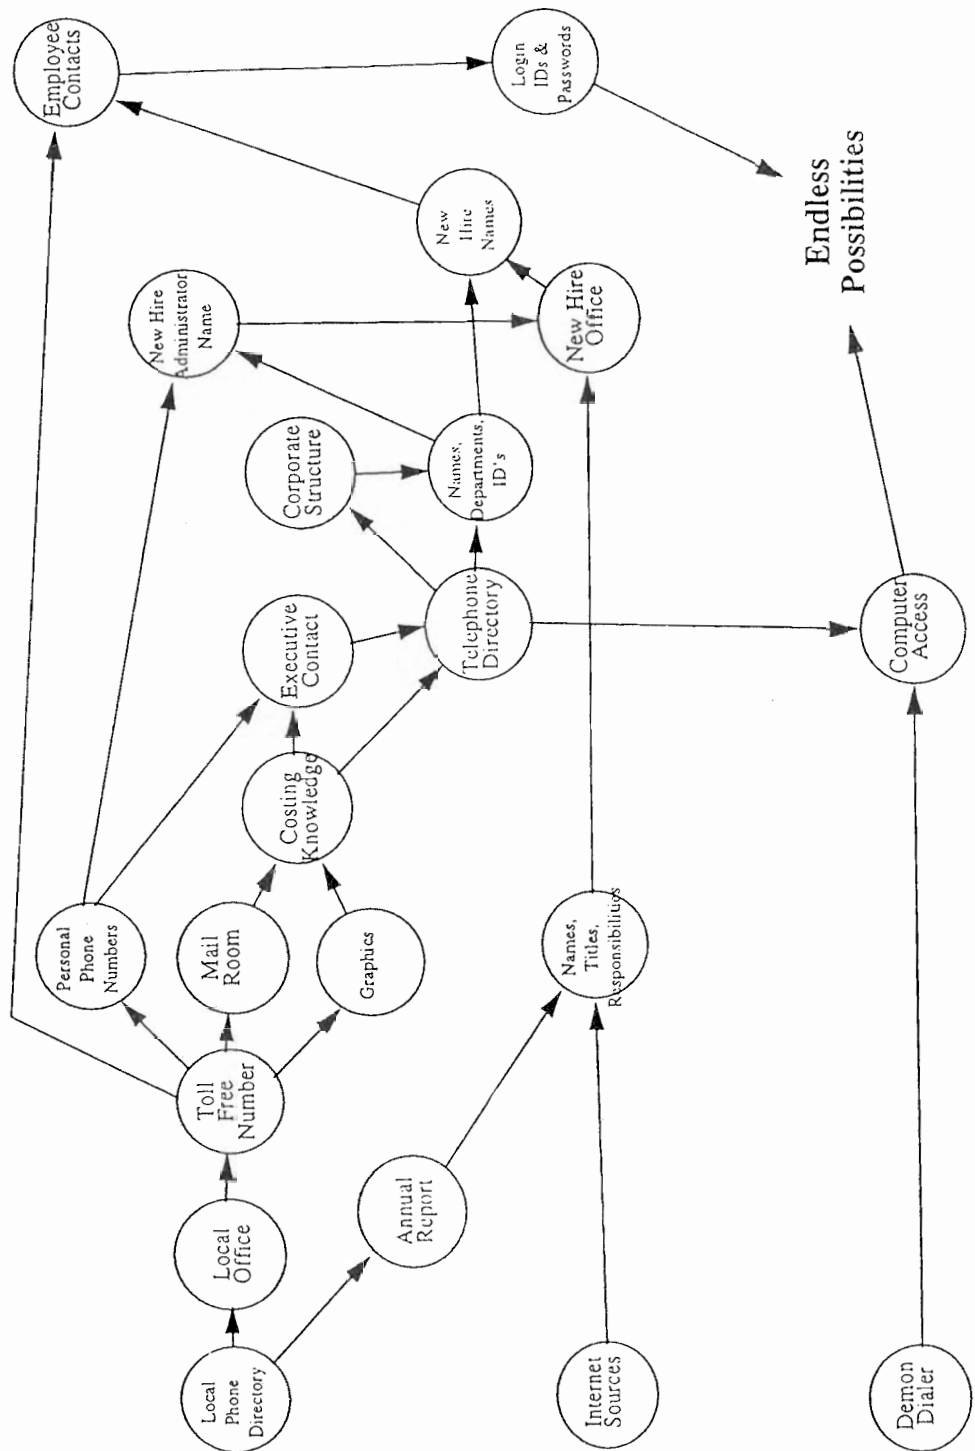 Local
Phone
Directory
Local
Office
Toll
Free
Number
Personal
Phone
Numbers
Mail
Room
Graphics
Costing
Knowledge
Executive
Contact
Telephone
Directory
Corporate
Structure
Names,
Departments,
ID's
New Hire
Administrator
Name
New Hire
Office
New
Hire
Names
Employee
Contacts
Login
IDs &
Passwords
Annual
Report
Names,
Titles,
Responsibilities
Internet
Sources
Demon
Dialer
Computer
Access
Endless
Possibilities